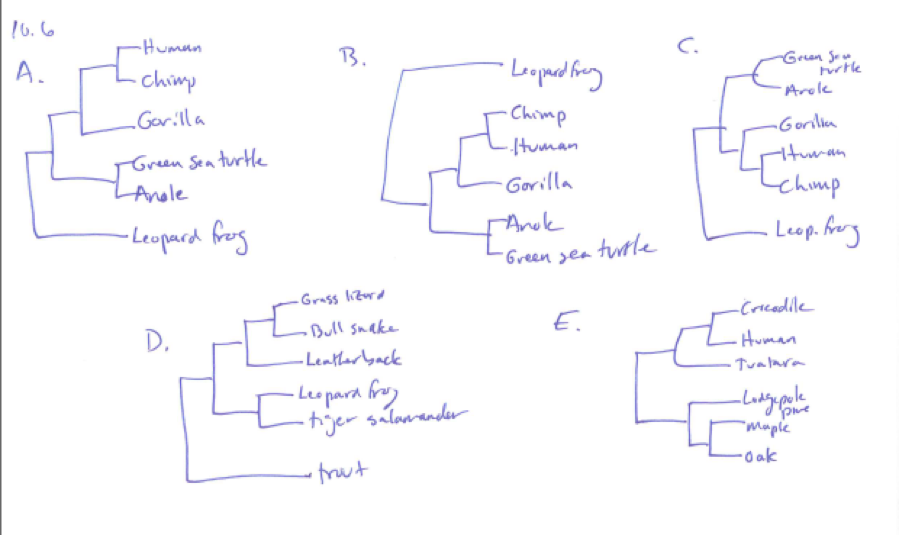 10.6
A.
Human
Chimp
Gorilla
Green sea turtle
Anole
Leopard frog
B.
Leopard frog
Chimp
Human
Gorilla
Anole
Green sea turtle
C.
Green sea
turtle
Anole
Gorilla
Human
Chimp
Leop. frog
D.
Grass lizard
Bull snake
Leatherback
Leopard frog
tiger salamander
trout
E.
Crocodile
Human
Tuatara
Lodgepole
pine
Maple
Oak